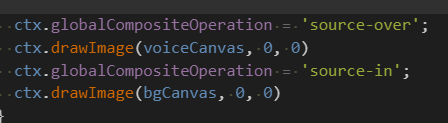 ctx.globalCompositeOperation = 'source-over';
ctx.drawImage(voiceCanvas, 0, 0)
ctx.globalCompositeOperation = 'source-in';
ctx.drawImage(bgCanvas, 0, 0)
}